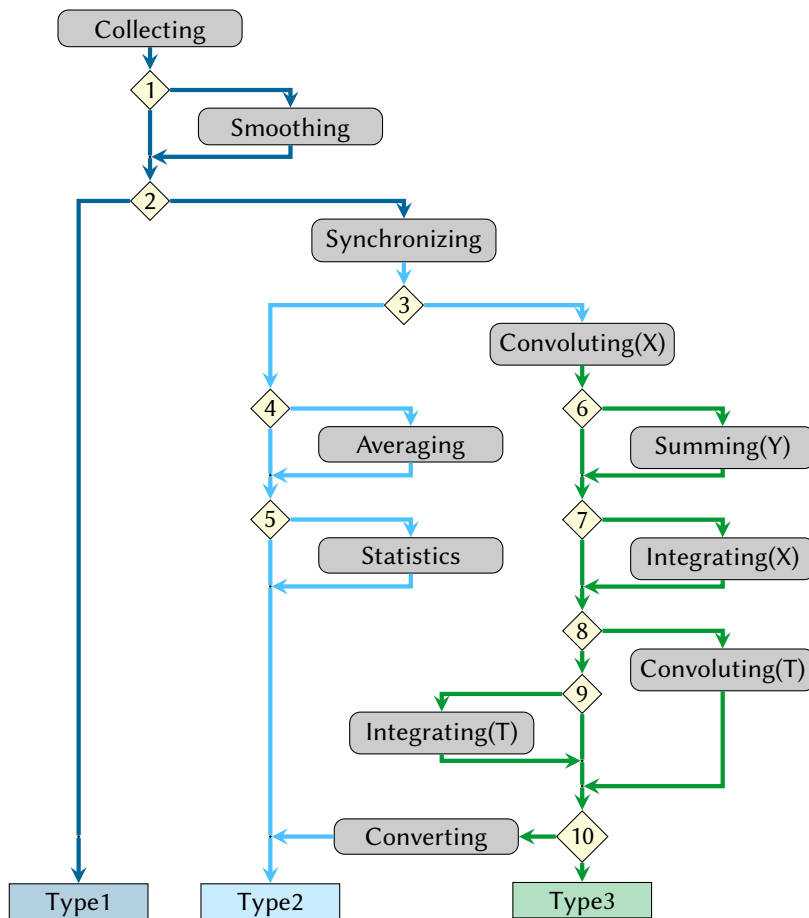 Collecting
1
Smoothing
2
Synchronizing
3
Convoluting(X)
4
6
Averaging
Summing(Y)
5
7
Statistics
Integrating(X)
8
Convoluting(T)
9
Integrating(T)
Converting
10
Type1
Type2
Type3